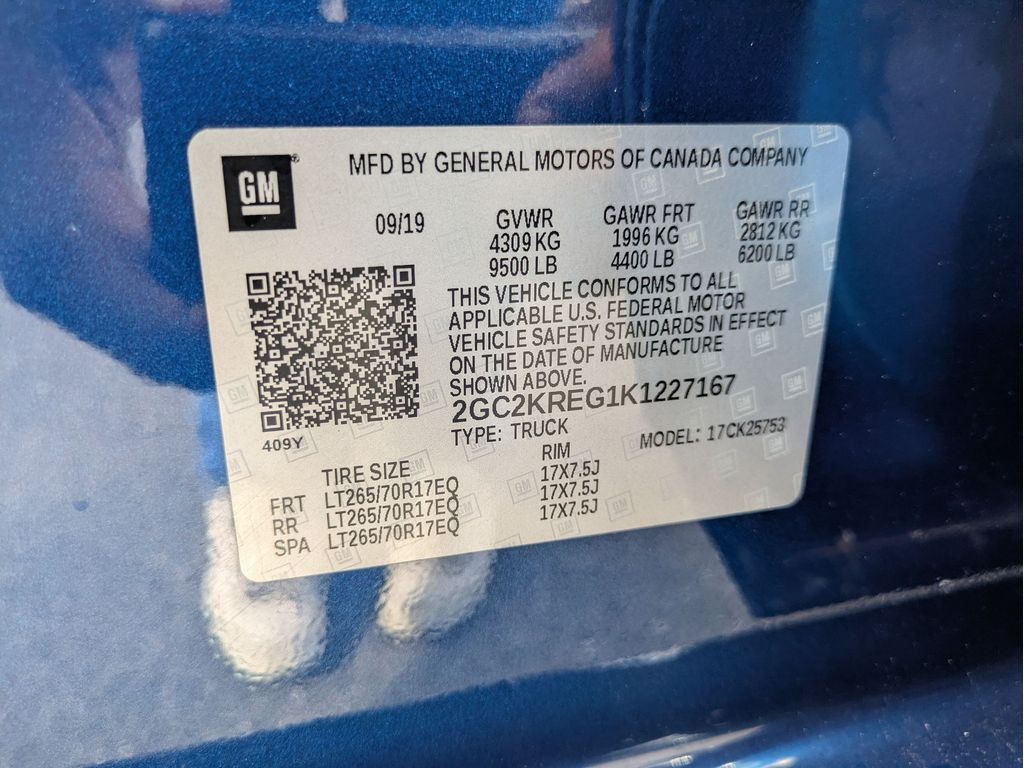 GM
MFD BY GENERAL MOTORS OF CANADA COMPANY
09/19
GVWR
4309 KG
9500 LB
GAWR FRT
1996 KG
4400 LB
GAWR RR
2812 KG
6200 LB
THIS VEHICLE CONFORMS TO ALL
APPLICABLE U.S. FEDERAL MOTOR
VEHICLE SAFETY STANDARDS IN EFFECT
ON THE DATE OF MANUFACTURE
SHOWN ABOVE.
2GC2KREG1K1227167
TYPE: TRUCK
MODEL: 17CK25753
409Y
TIRE SIZE RIM
FRT LT265/70R17EQ 17X7.5J
RR LT265/70R17EQ 17X7.5J
SPA LT265/70R17EQ 17X7.5J